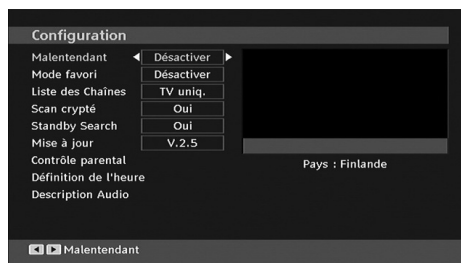 Configuration
Malentendant Désactiver
Mode favori Désactiver
Liste des Chaînes TV uniq.
Scan crypté Oui
Standby Search Oui
Mise à jour V.2.5
Contrôle parental
Définition de l'heure
Description Audio
Pays : Finlande
Malentendant